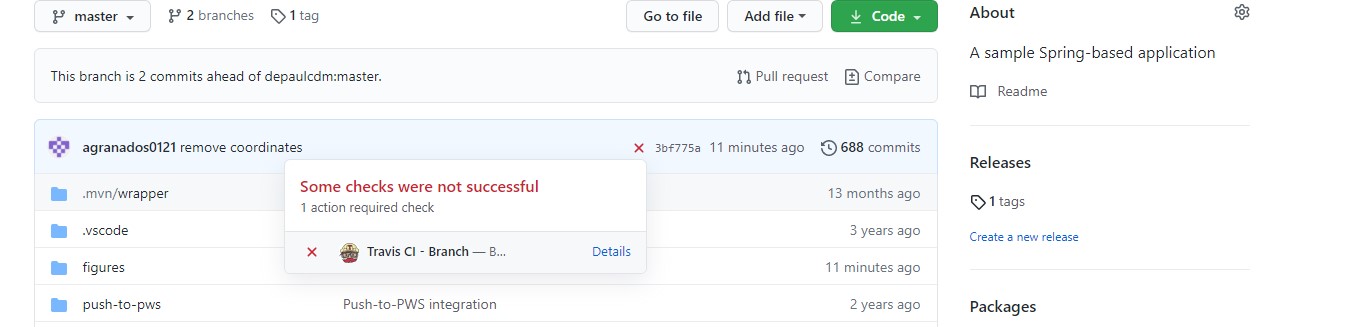 master 2 branches 1 tag Go to file Add file Code About
A sample Spring-based application
This branch is 2 commits ahead of depaulcdm:master. Pull request Compare
Readme
agranados0121 remove coordinates 3bf775a 11 minutes ago 688 commits
Releases
Some checks were not successful
1 action required check
.mvn/wrapper 13 months ago
1 tags
.vscode 3 years ago
Create a new release
Travis CI - Branch — B... Details
figures 11 minutes ago
push-to-pws Push-to-PWS integration 2 years ago
Packages